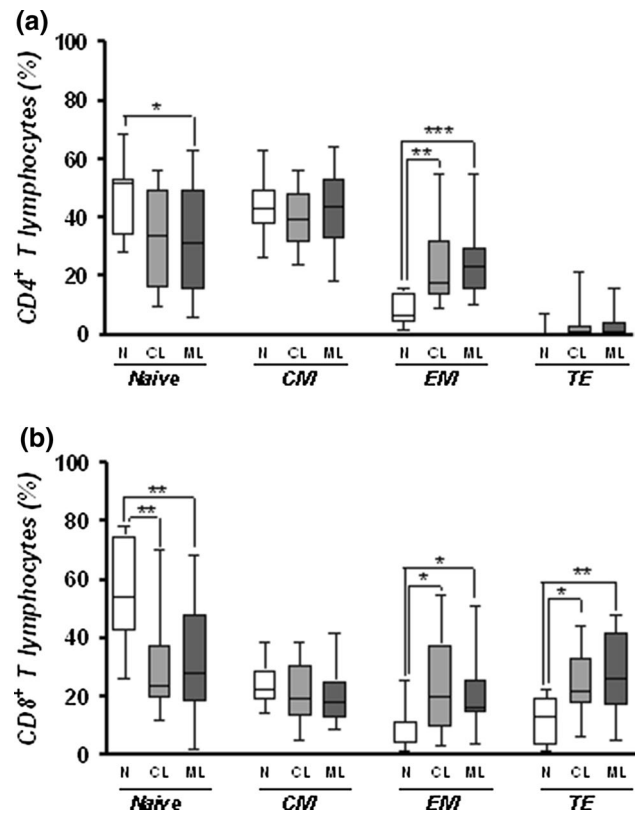 (a)
CD4+ T lymphocytes (%)
100
80
60
40
20
0
*
**
***
N CL ML N CL ML N CL ML N CL ML
Naive CM EM TE
(b)
CD8+ T lymphocytes (%)
100
80
60
40
20
0
**
**
*
*
**
*
N CL ML N CL ML N CL ML N CL ML
Naive CM EM TE